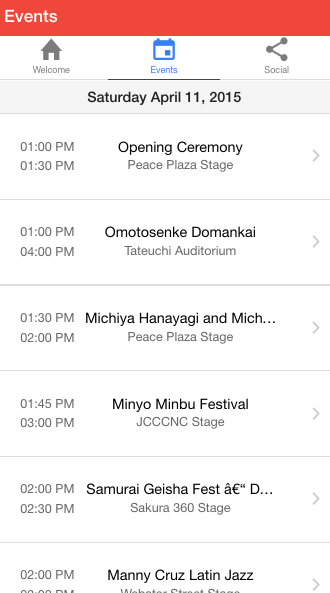 Events
Welcome
Events
Social
Saturday April 11, 2015
01:00 PM
Opening Ceremony
01:30 PM
Peace Plaza Stage
01:00 PM
Omotosenke Domankai
04:00 PM
Tateuchi Auditorium
01:30 PM
Michiya Hanayagi and Mich...
02:00 PM
Peace Plaza Stage
01:45 PM
Minyo Minbu Festival
03:00 PM
JCCCNC Stage
02:00 PM
Samurai Geisha Fest â€“ D...
02:30 PM
Sakura 360 Stage
02:00 PM
Manny Cruz Latin Jazz
Webster Street Stage